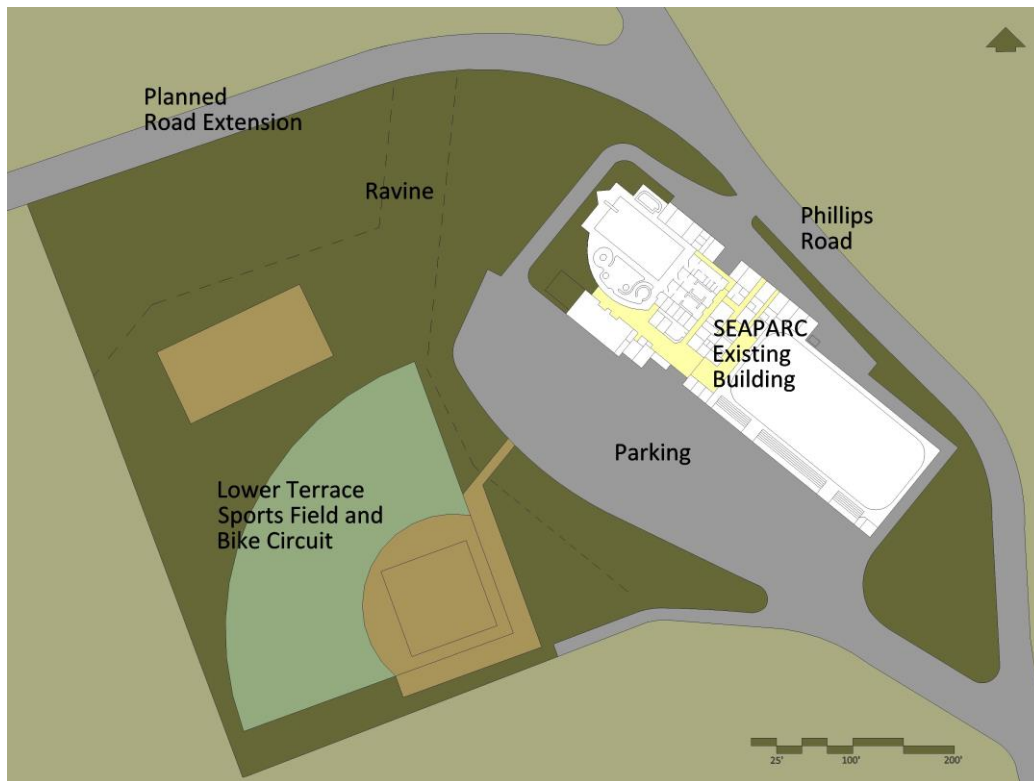 Planned
Road Extension
Ravine
Phillips
Road
SEAPARC
Existing
Building
Parking
Lower Terrace
Sports Field and
Bike Circuit
25' 100' 200'